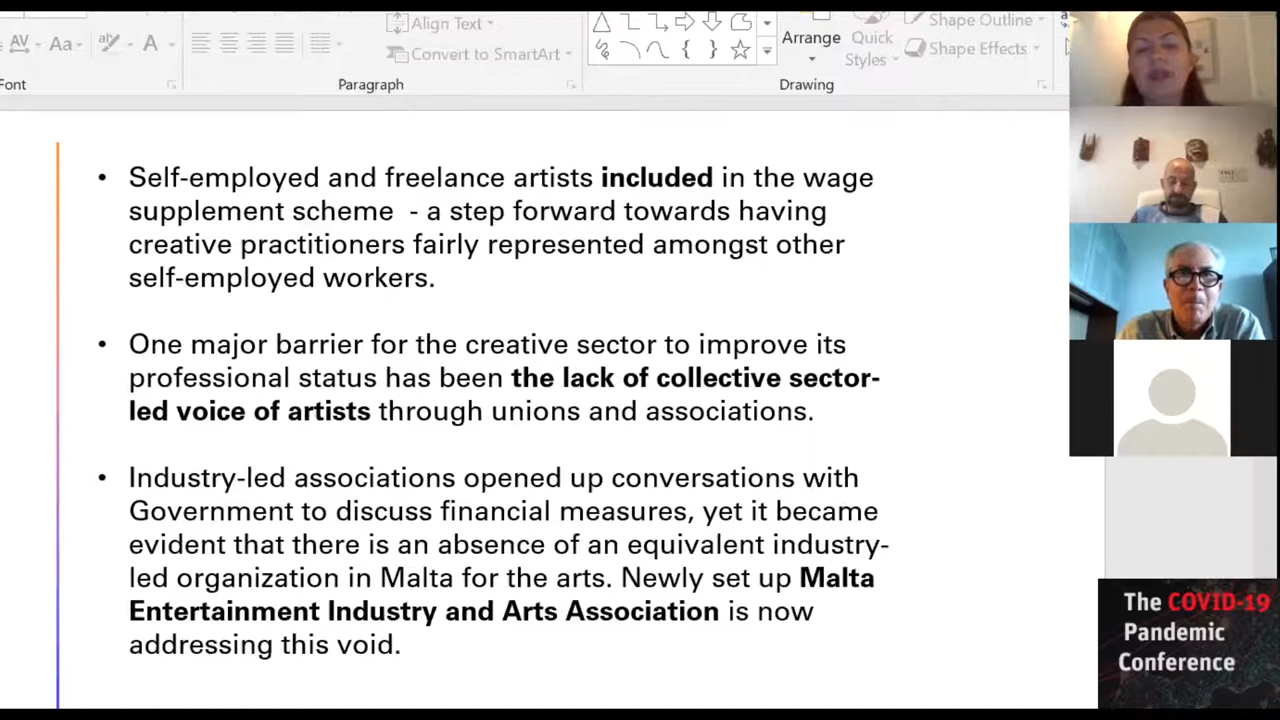 Align Text
AV Aa A
Convert to SmartArt
Arrange
Quick
Styles
Shape Outline
Shape Effects
Font
Paragraph
Drawing
• Self-employed and freelance artists included in the wage
supplement scheme - a step forward towards having
creative practitioners fairly represented amongst other
self-employed workers.
• One major barrier for the creative sector to improve its
professional status has been the lack of collective sector-
led voice of artists through unions and associations.
• Industry-led associations opened up conversations with
Government to discuss financial measures, yet it became
evident that there is an absence of an equivalent industry-
led organization in Malta for the arts. Newly set up Malta
Entertainment Industry and Arts Association is now
addressing this void.
The COVID-19
Pandemic
Conference